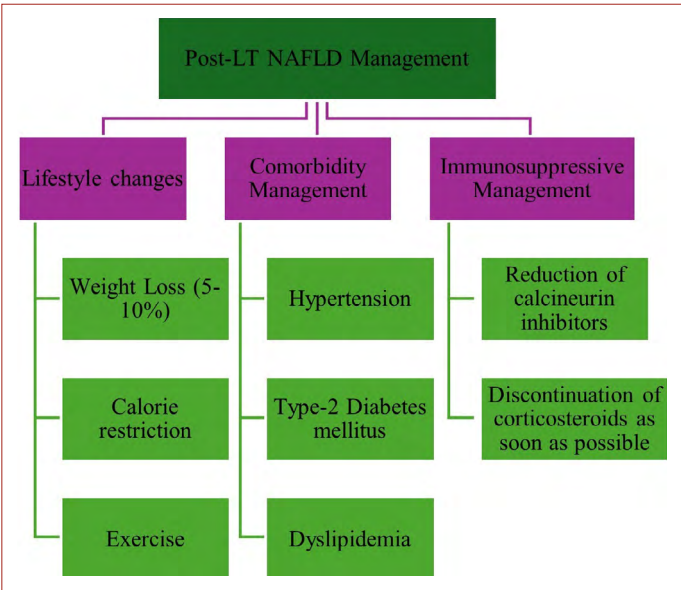 Post-LT NAFLD Management
Lifestyle changes
Comorbidity
Management
Immunosuppressive
Management
Weight Loss (5-
10%)
Calorie
restriction
Exercise
Hypertension
Type-2 Diabetes
mellitus
Dyslipidemia
Reduction of
calcineurin
inhibitors
Discontinuation of
corticosteroids as
soon as possible